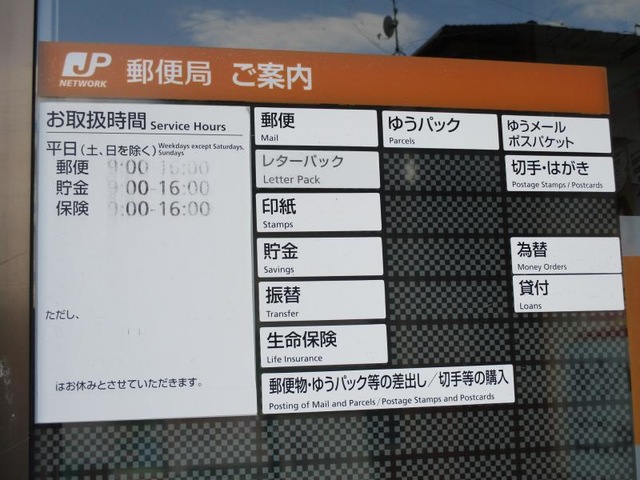 JP
NETWORK
郵便局 ご案内
お取扱時間 Service Hours
平日(土、日を除く) Weekdays except Saturdays, Sundays
郵便 9:00-16:00
貯金 9:00-16:00
保険 9:00-16:00
ただし、
はお休みとさせていただきます。
郵便
Mail
ゆうパック
Parcels
ゆうメール
ポスパケット
レターパック
Letter Pack
切手・はがき
Postage Stamps / Postcards
印紙
Stamps
貯金
Savings
為替
Money Orders
振替
Transfer
貸付
Loans
生命保険
Life Insurance
郵便物・ゆうパック等の差出し/切手等の購入
Posting of Mail and Parcels / Postage Stamps and Postcards